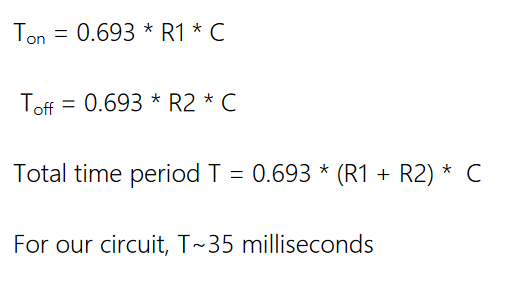 Ton = 0.693 * R1 * C
Toff = 0.693 * R2 * C
Total time period T = 0.693 * (R1 + R2) * C
For our circuit, T~35 milliseconds